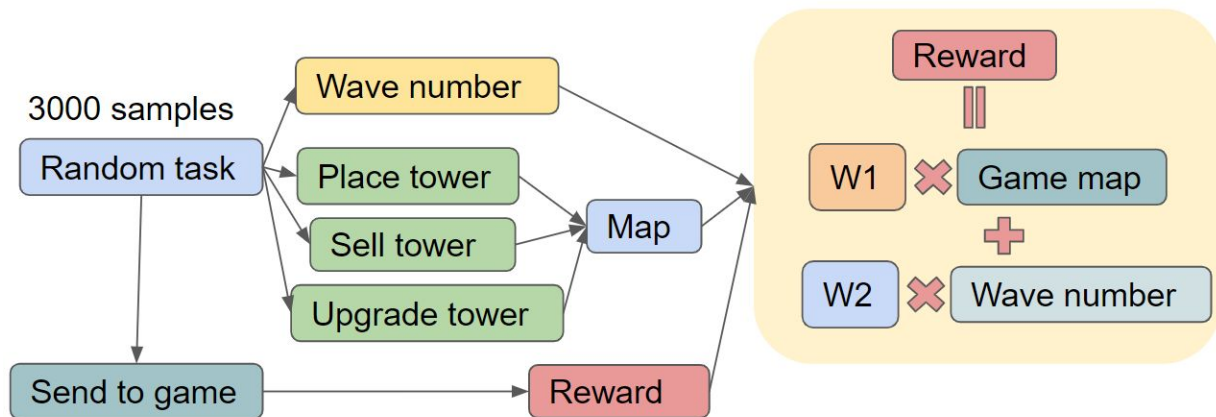 3000 samples
Random task
Wave number
Place tower
Sell tower
Upgrade tower
Map
Send to game
Reward
Reward
W1
Game map
W2
Wave number